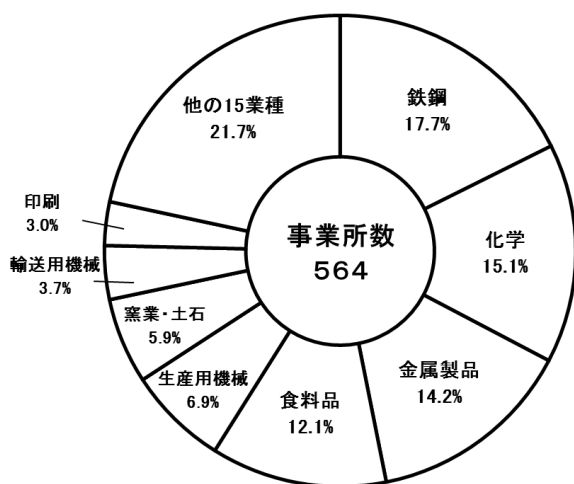 事業所数
564
鉄鋼
17.7%
化学
15.1%
金属製品
14.2%
食料品
12.1%
生産用機械
6.9%
窯業・土石
5.9%
輸送用機械
3.7%
印刷
3.0%
他の15業種
21.7%